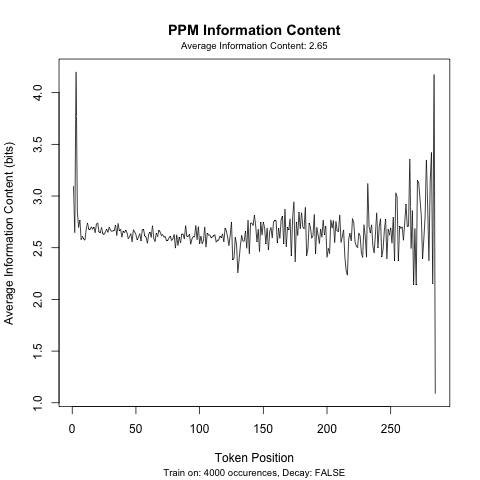 PPM Information Content
Average Information Content: 2.65
Average Information Content (bits)
4.0
3.5
3.0
2.5
2.0
1.5
1.0
0 50 100 150 200 250
Token Position
Train on: 4000 occurences, Decay: FALSE